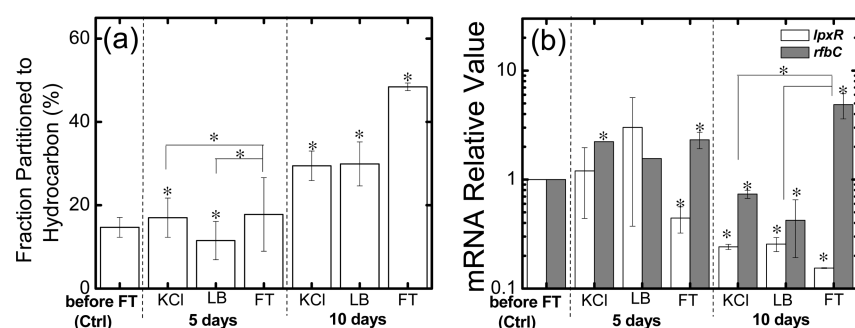 (a)
Fraction Partitioned to
Hydrocarbon (%)
60
40
20
0
*
*
*
*
*
*
*
before FT
(Ctrl)
KCl
LB
FT
KCl
LB
FT
5 days
10 days
(b)
lpxR
rfbC
mRNA Relative Value
10
1
0.1
*
*
*
*
*
*
*
*
*
*
before FT
(Ctrl)
KCl
LB
FT
KCl
LB
FT
5 days
10 days